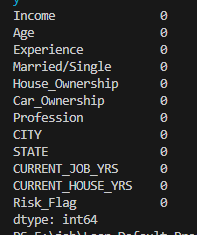 y
Income 0
Age 0
Experience 0
Married/Single 0
House_Ownership 0
Car_Ownership 0
Profession 0
CITY 0
STATE 0
CURRENT_JOB_YRS 0
CURRENT_HOUSE_YRS 0
Risk_Flag 0
dtype: int64